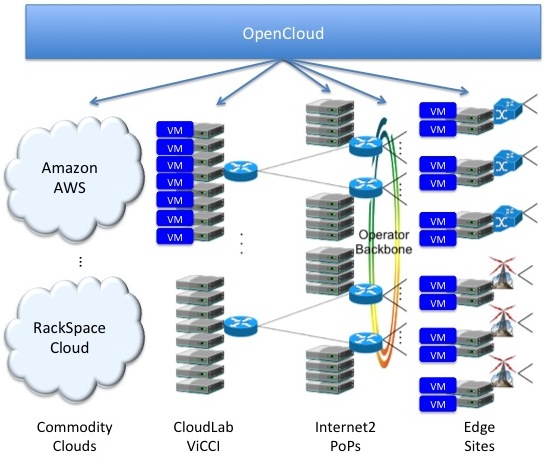 OpenCloud
Amazon
AWS
RackSpace
Cloud
VM
VM
VM
VM
VM
VM
VM
Operator
Backbone
VM
VM
VM
VM
VM
VM
VM
VM
VM
VM
VM
VM
Commodity
Clouds
CloudLab
ViCCI
Internet2
PoPs
Edge
Sites